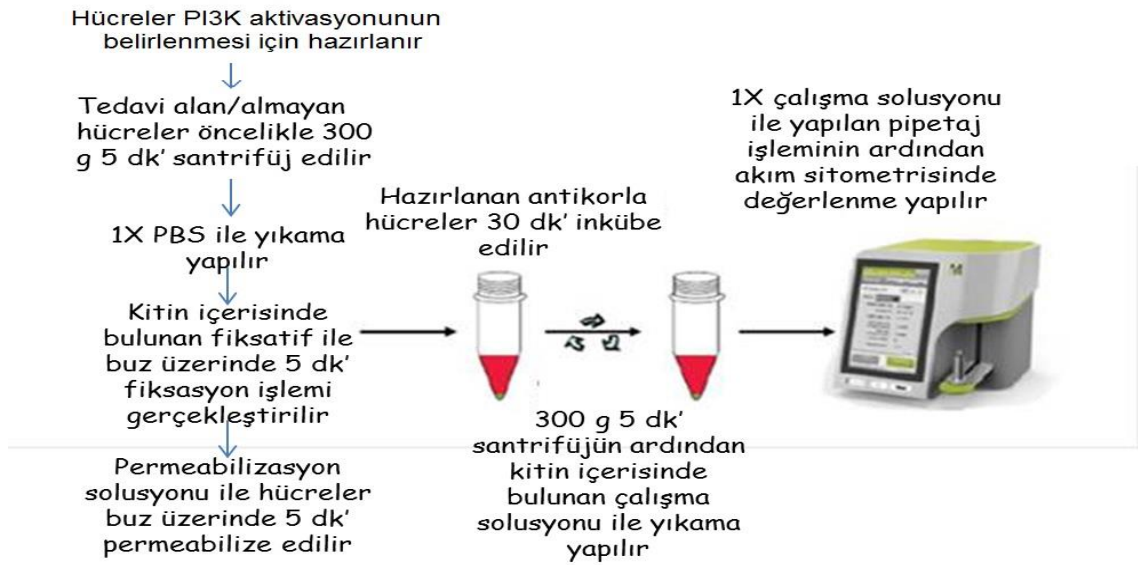 Hücreler PI3K aktivasyonunun
belirlenmesi için hazırlanır
Tedavi alan/almayan
hücreler öncelikle 300
g 5 dk' santrifüj edilir
1X PBS ile yıkama
yapılır
Kitin içerisinde
bulunan fiksatif ile
buz üzerinde 5 dk'
fiksasyon işlemi
gerçekleştirilir
Permeabilizasyon
solusyonu ile hücreler
buz üzerinde 5 dk'
permeabilize edilir
Hazırlanan antikorla
hücreler 30 dk' inkübe
edilir
300 g 5 dk'
santrifüjün ardından
kitin içerisinde
bulunan çalışma
solusyonu ile yıkama
yapılır
1X çalışma solusyonu
ile yapılan pipetaj
işleminin ardından
akım sitometrisinde
değerlenme yapılır